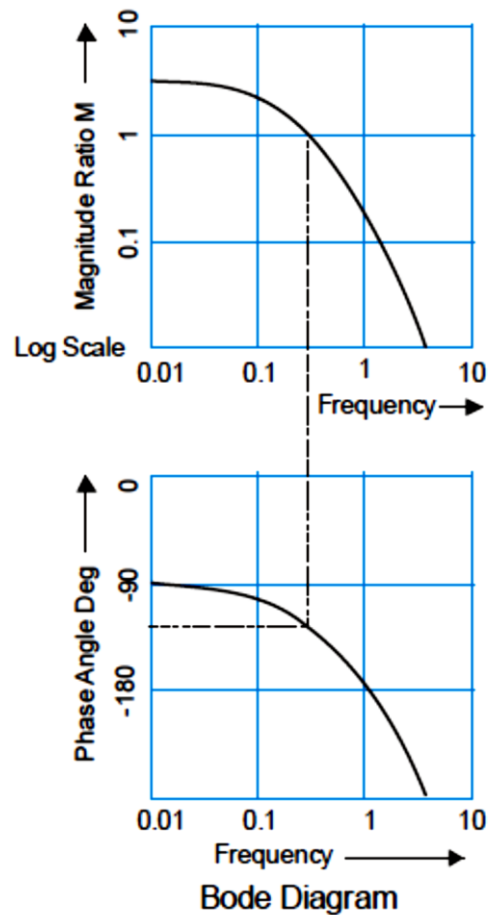 Magnitude Ratio M
10
1
0.1
Log Scale
0.01 0.1 1 10
Frequency
Phase Angle Deg
0
-90
-180
0.01 0.1 1 10
Frequency
Bode Diagram